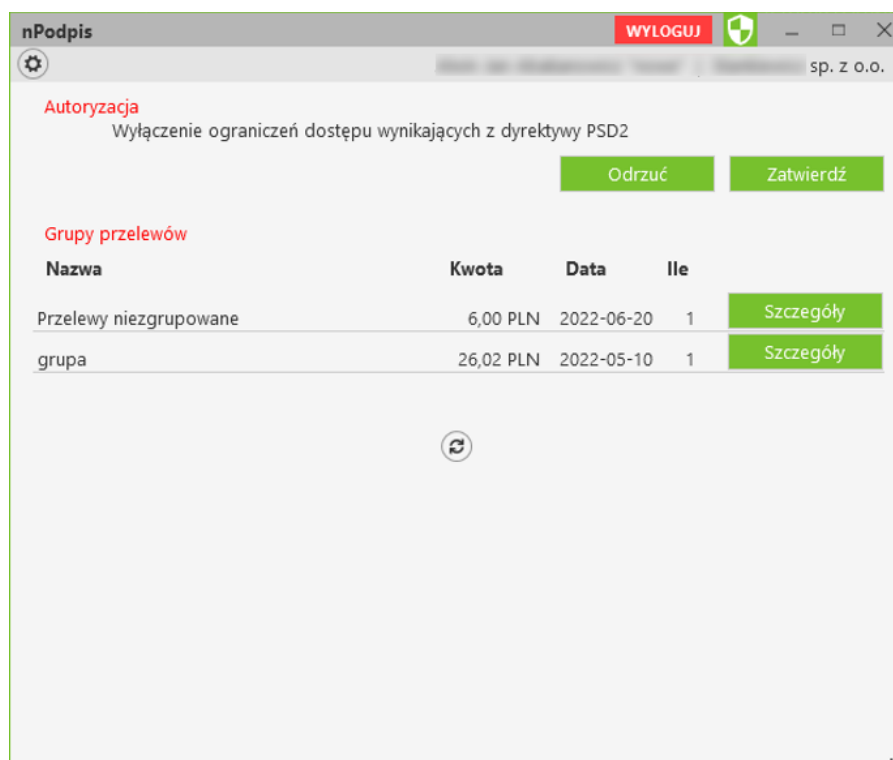 nPodpis WYLOGUJ
sp. z o.o.
Autoryzacja
Wyłączenie ograniczeń dostępu wynikających z dyrektywy PSD2
Odrzuć Zatwierdź
Grupy przelewów
Nazwa Kwota Data Ile
Przelewy niezgrupowane 6,00 PLN 2022-06-20 1 Szczegóły
grupa 26,02 PLN 2022-05-10 1 Szczegóły